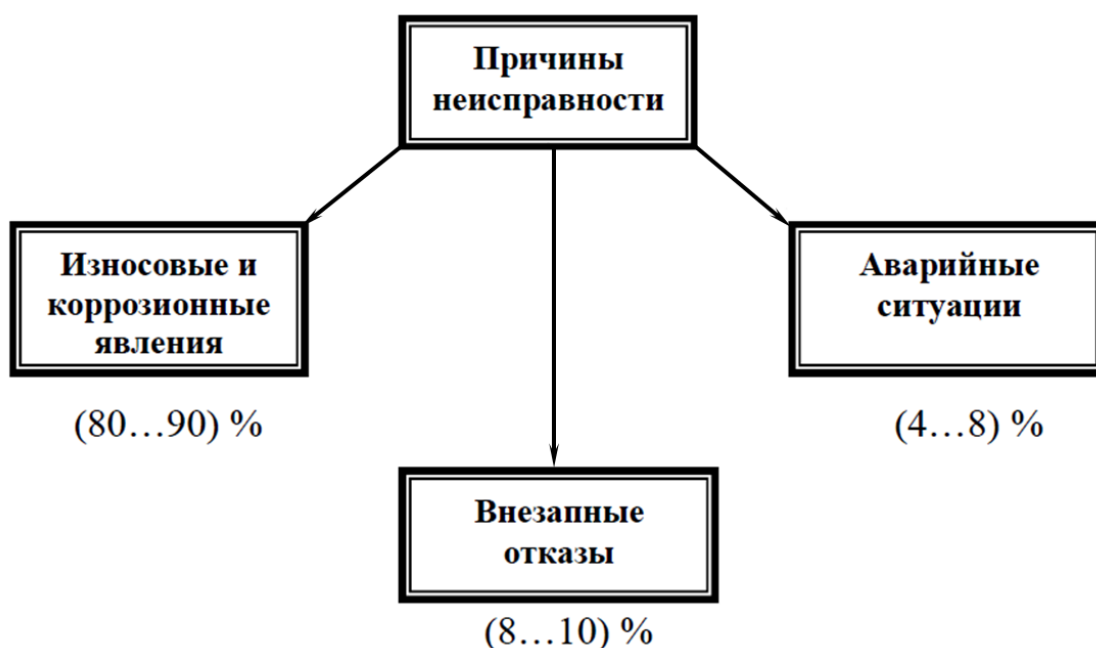 Причины
неисправности
Износовые и
коррозионные
явления
(80…90) %
Аварийные
ситуации
(4…8) %
Внезапные
отказы
(8…10) %